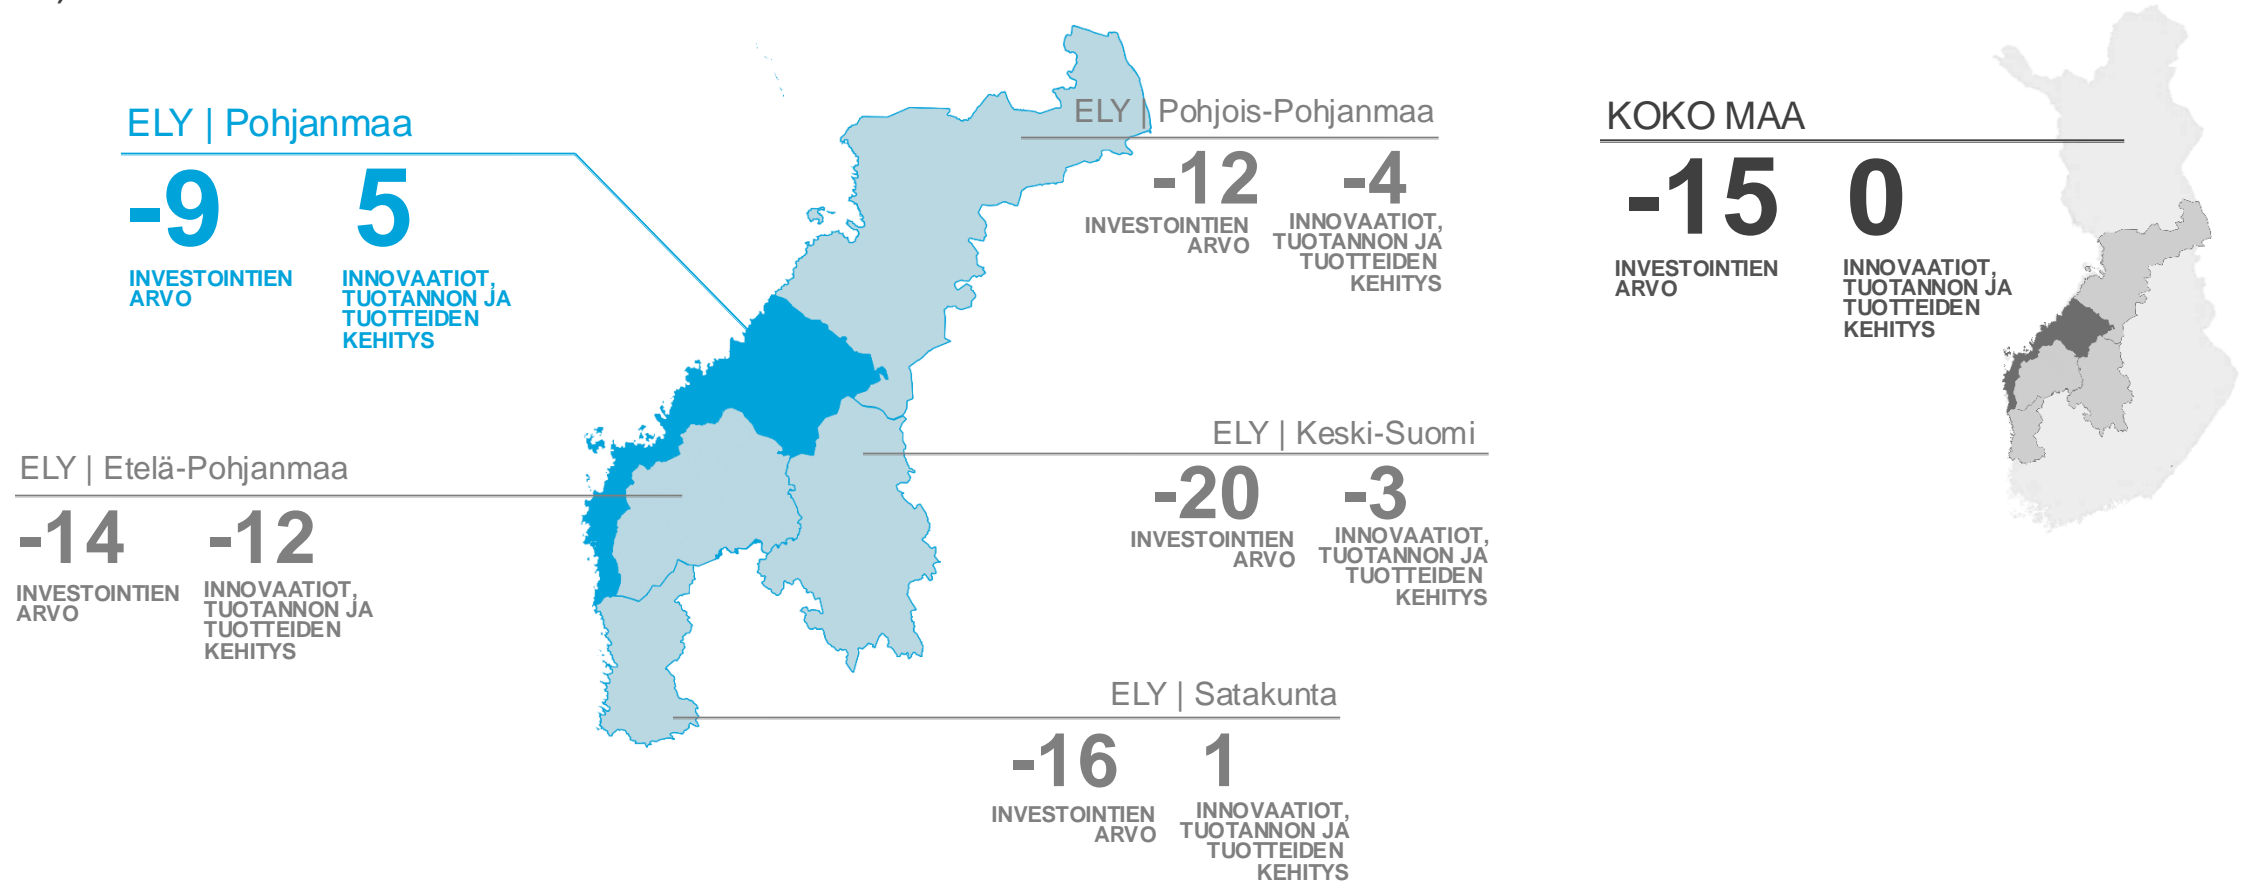 ELY | Pohjanmaa
-9
5
INVESTOINTIEN
ARVO
INNOVAATIOT,
TUOTANNON JA
TUOTTEIDEN
KEHITYS
ELY | Pohjois-Pohjanmaa
-12
-4
INVESTOINTIEN
ARVO
INNOVAATIOT,
TUOTANNON JA
TUOTTEIDEN
KEHITYS
KOKO MAA
-15
0
INVESTOINTIEN
ARVO
INNOVAATIOT,
TUOTANNON JA
TUOTTEIDEN
KEHITYS
ELY | Etelä-Pohjanmaa
-14
-12
INVESTOINTIEN
ARVO
INNOVAATIOT,
TUOTANNON JA
TUOTTEIDEN
KEHITYS
ELY | Keski-Suomi
-20
-3
INVESTOINTIEN
ARVO
INNOVAATIOT,
TUOTANNON JA
TUOTTEIDEN
KEHITYS
ELY | Satakunta
-16
1
INVESTOINTIEN
ARVO
INNOVAATIOT,
TUOTANNON JA
TUOTTEIDEN
KEHITYS